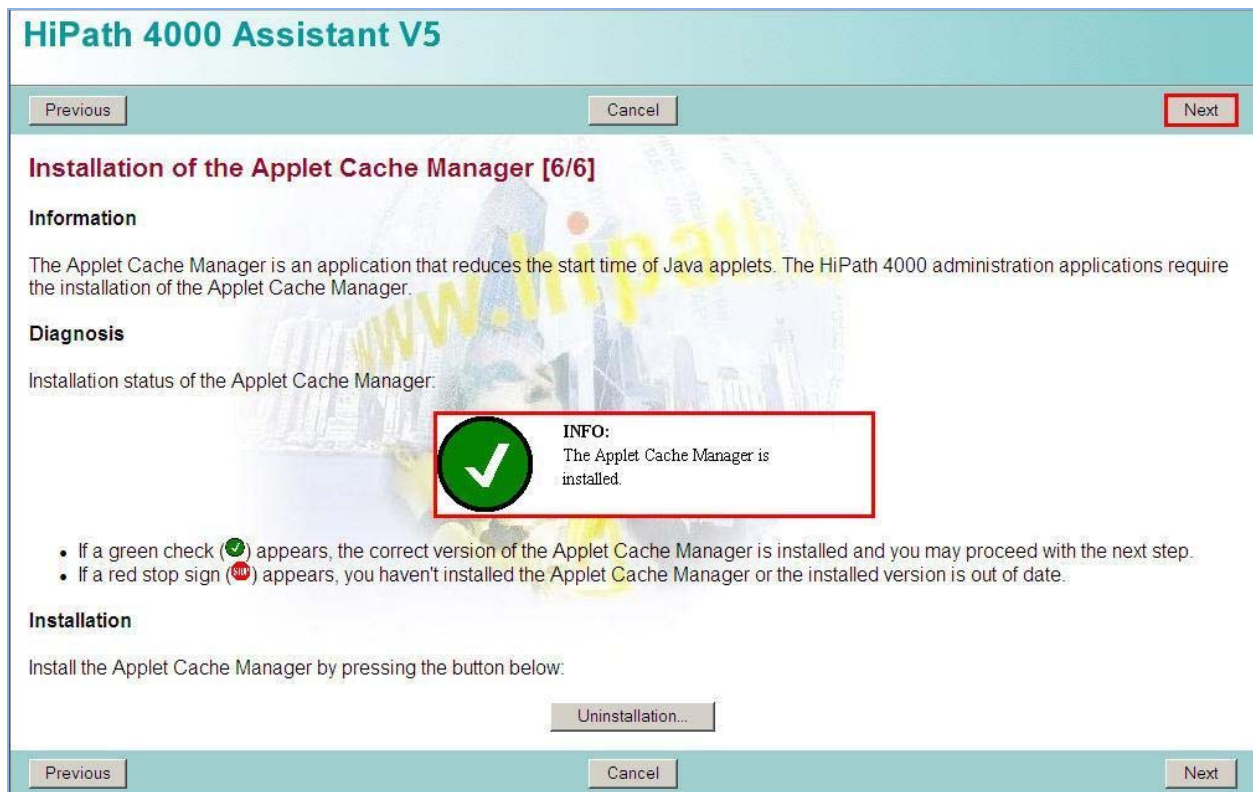 HiPath 4000 Assistant V5
Previous
Cancel
Next
Installation of the Applet Cache Manager [6/6]
Information
The Applet Cache Manager is an application that reduces the start time of Java applets. The HiPath 4000 administration applications require
the installation of the Applet Cache Manager.
Diagnosis
Installation status of the Applet Cache Manager:
www.hipath
INFO:
The Applet Cache Manager is
installed.
• If a green check (✓) appears, the correct version of the Applet Cache Manager is installed and you may proceed with the next step.
• If a red stop sign (STOP) appears, you haven't installed the Applet Cache Manager or the installed version is out of date.
Installation
Install the Applet Cache Manager by pressing the button below:
Uninstallation...
Previous
Cancel
Next